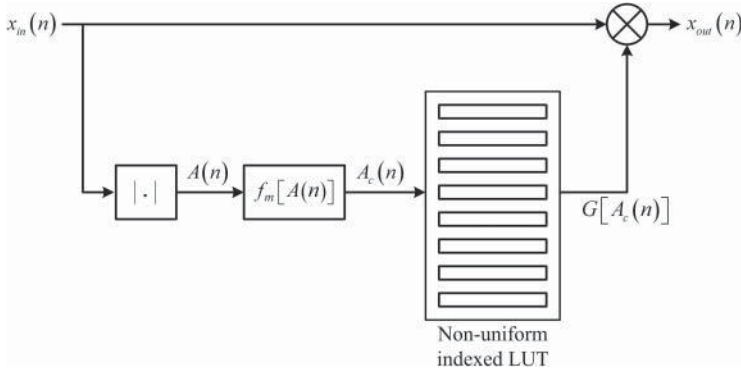 x_in(n)
x_out(n)
|.|
A(n)
f_m[A(n)]
A_c(n)
G[A_c(n)]
Non-uniform
indexed LUT